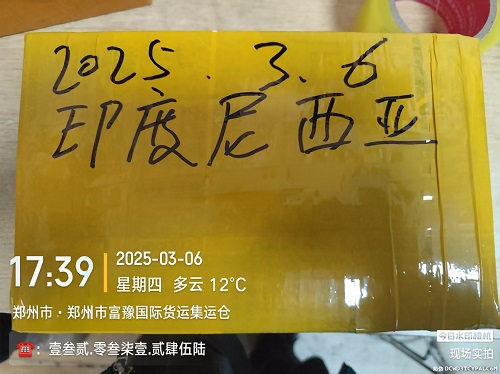 2025.3.6
印度尼西亚
17:39
2025-03-06
星期四 多云 12℃
郑州市·郑州市富豫国际货运集运仓
：壹叁贰.零叁柒壹.贰肆伍陆
今日水印相机
现场实拍